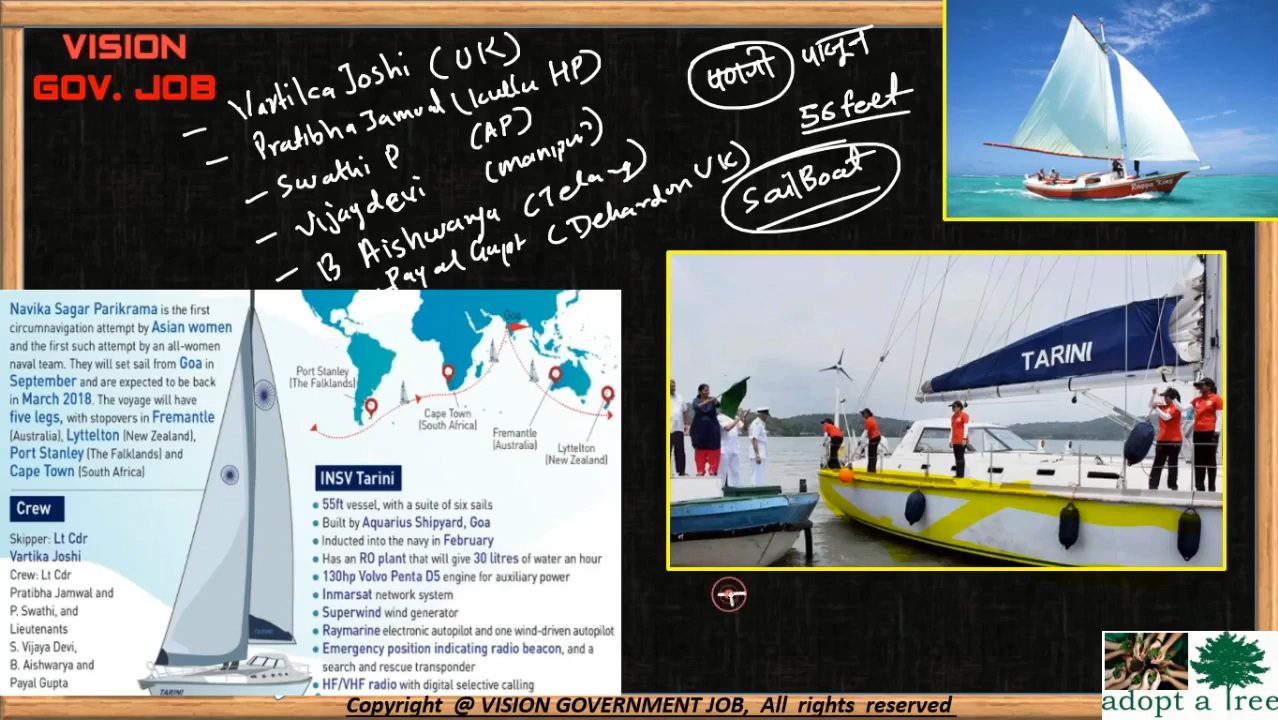 VISION
GOV. JOB
- Vartika Joshi (UK)
- Pratibha Jamwal (Kullu HP)
- Swathi P (AP)
- Vijaydevi (Manipur)
- B Aishwarya (Telang)
Payal Gupt (Dehardon UK)
56 feet
SailBoat
Ragga King
Navika Sagar Parikrama is the first
circumnavigation attempt by Asian women
and the first such attempt by an all-women
naval team. They will set sail from Goa in
September and are expected to be back
in March 2018. The voyage will have
five legs, with stopovers in Fremantle
(Australia), Lyttelton (New Zealand),
Port Stanley (The Falklands) and
Cape Town (South Africa)
Crew
Skipper: Lt Cdr
Vartika Joshi
Crew: Lt Cdr
Pratibha Jamwal and
P. Swathi, and
Lieutenants
S. Vijaya Devi,
B. Aishwarya and
Payal Gupta
TARINI
TARINI
Goa
Port Stanley
(The Falklands)
Cape Town
(South Africa)
Fremantle
(Australia)
Lyttelton
(New Zealand)
INSV Tarini
• 55ft vessel, with a suite of six sails
• Built by Aquarius Shipyard, Goa
• Inducted into the navy in February
• Has an RO plant that will give 30 litres of water an hour
• 130hp Volvo Penta D5 engine for auxiliary power
• Inmarsat network system
• Superwind wind generator
• Raymarine electronic autopilot and one wind-driven autopilot
• Emergency position indicating radio beacon, and a
search and rescue transponder
• HF/VHF radio with digital selective calling
TARINI
adopt a Tree
Copyright @ VISION GOVERNMENT JOB, All rights reserved